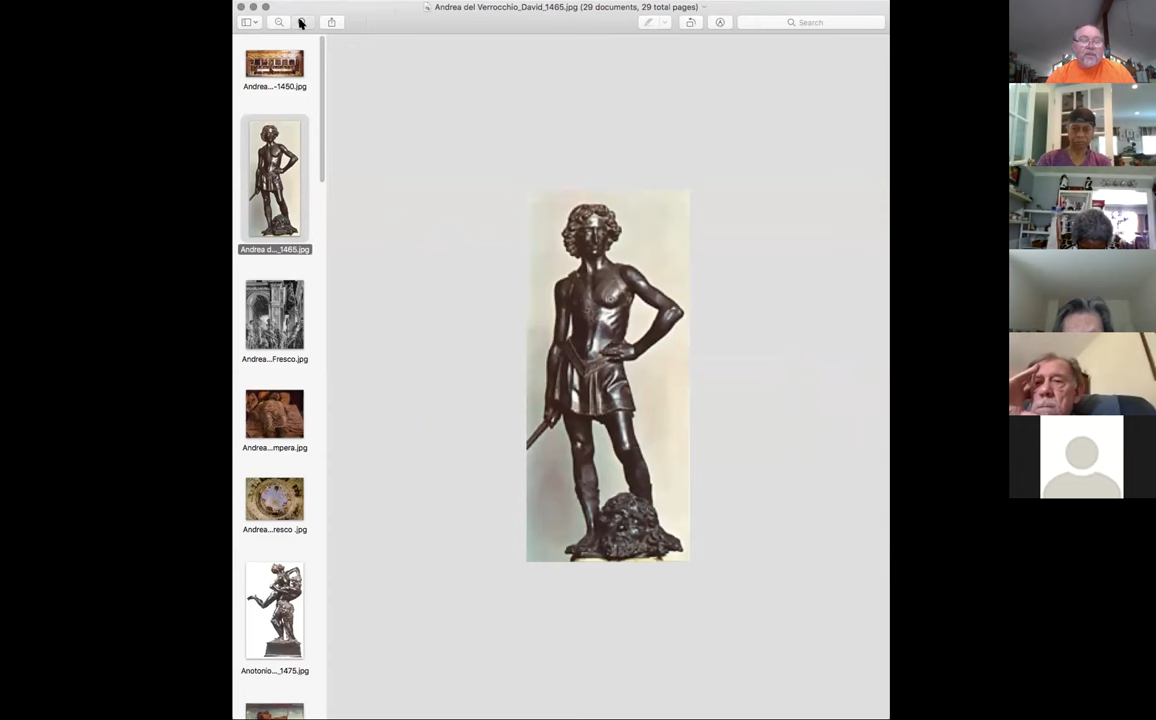 Andrea del Verrocchio_David_1465.jpg (29 documents, 29 total pages)
Search
Andrea...-1450.jpg
Andrea d..._1465.jpg
Andrea...Fresco.jpg
Andrea...mpera.jpg
Andrea...resco .jpg
Anotonio..._1475.jpg